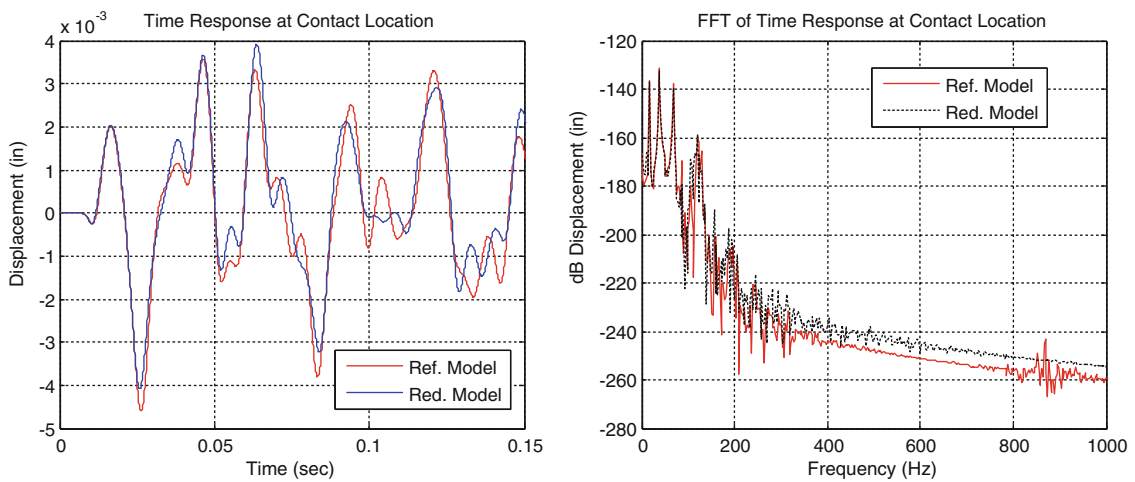 Time Response at Contact Location
x 10^-3
4
3
2
1
0
-1
-2
-3
-4
-5
Displacement (in)
Ref. Model
Red. Model
0
0.05
0.1
0.15
Time (sec)
FFT of Time Response at Contact Location
-120
-140
-160
-180
-200
-220
-240
-260
-280
dB Displacement (in)
Ref. Model
Red. Model
0
200
400
600
800
1000
Frequency (Hz)